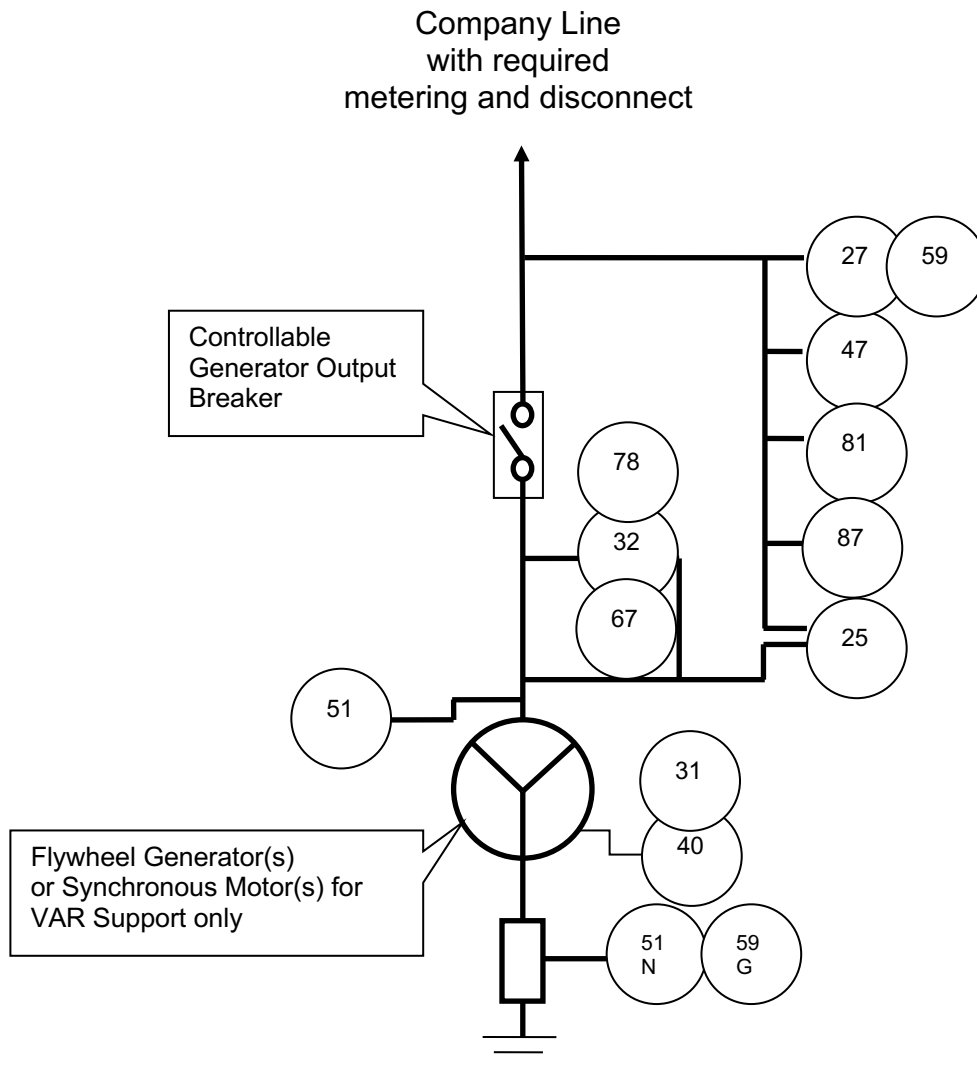 Company Line
with required
metering and disconnect
27
59
Controllable
Generator Output
Breaker
47
81
78
32
87
67
25
51
31
40
Flywheel Generator(s)
or Synchronous Motor(s) for
VAR Support only
51
N
59
G